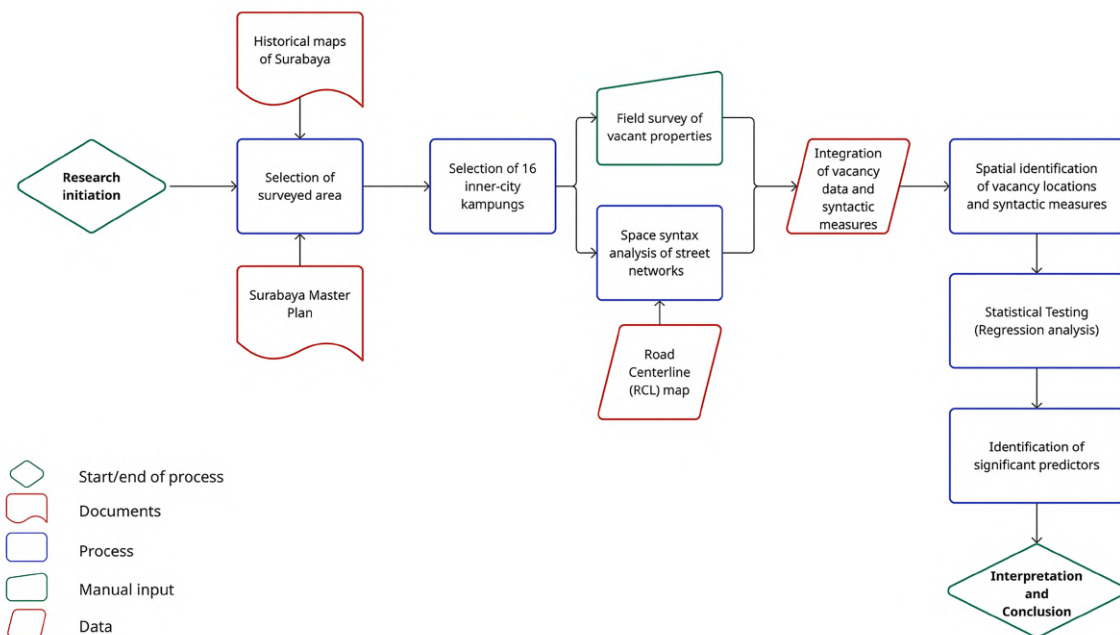 Historical maps
of Surabaya
Research
initiation
Selection of
surveyed area
Surabaya Master
Plan
Selection of 16
inner-city
kampungs
Field survey of
vacant properties
Space syntax
analysis of street
networks
Road
Centerline
(RCL) map
Integration
of vacancy
data and
syntactic
measures
Spatial identification
of vacancy locations
and syntactic measures
Statistical Testing
(Regression analysis)
Identification of
significant predictors
Interpretation
and
Conclusion
Start/end of process
Documents
Process
Manual input
Data